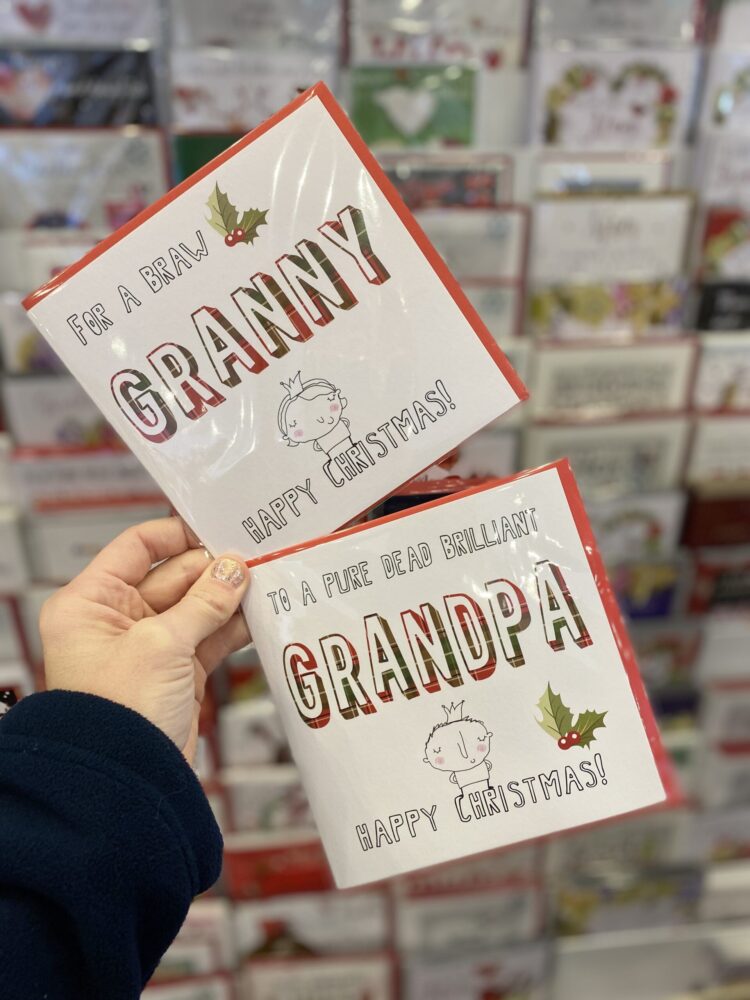 FOR A BRAW
GRANNY
HAPPY CHRISTMAS!
TO A PURE DEAD BRILLIANT
GRANDPA
HAPPY CHRISTMAS!